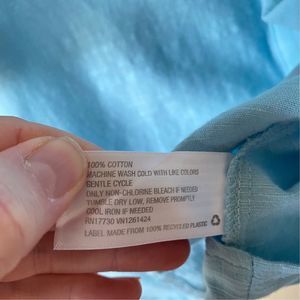 100% COTTON
MACHINE WASH COLD WITH LIKE COLORS
GENTLE CYCLE
ONLY NON-CHLORINE BLEACH IF NEEDED
TUMBLE DRY LOW, REMOVE PROMPTLY
COOL IRON IF NEEDED
RN17730 VN1261424
LABEL MADE FROM 100% RECYCLED PLASTIC